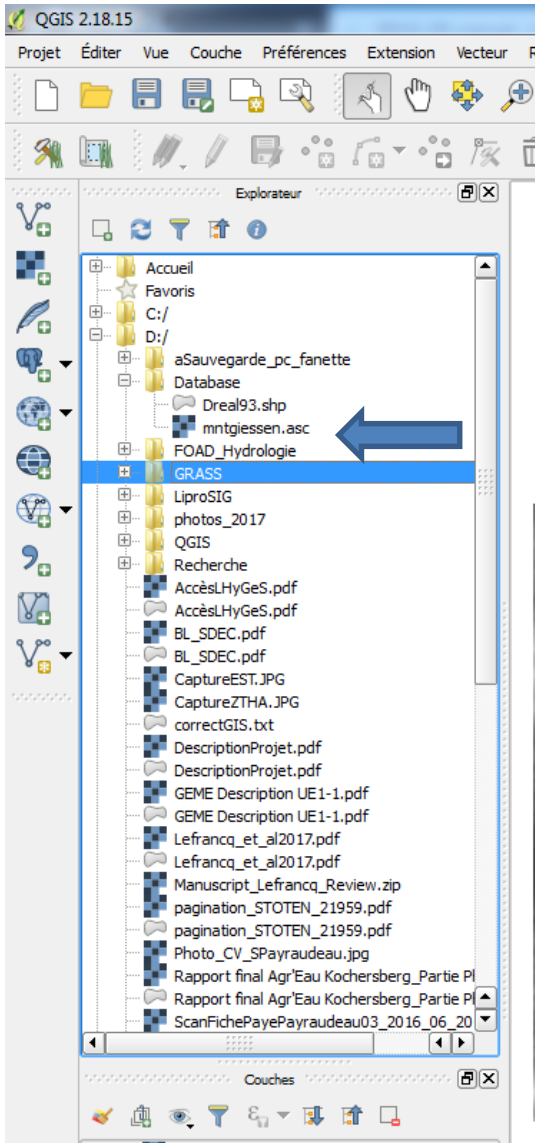 QGIS 2.18.15
Projet Éditer Vue Couche Préférences Extension Vecteur
Explorateur
Accueil
Favoris
C:/
D:/
aSauvegarde_pc_fanette
Database
Dreal93.shp
mntgiessen.asc
FOAD_Hydrologie
GRASS
LiproSIG
photos_2017
QGIS
Recherche
AccèsLHyGeS.pdf
AccèsLHyGeS.pdf
BL_SDEC.pdf
BL_SDEC.pdf
CaptureEST.JPG
CaptureZTHA.JPG
correctGIS.txt
DescriptionProjet.pdf
DescriptionProjet.pdf
GEME Description UE1-1.pdf
GEME Description UE1-1.pdf
Lefrancq_et_al2017.pdf
Lefrancq_et_al2017.pdf
Manuscript_Lefrancq_Review.zip
pagination_STOTEN_21959.pdf
pagination_STOTEN_21959.pdf
Photo_CV_SPayraudeau.jpg
Rapport final Agr'Eau Kochersberg_Partie Pl
Rapport final Agr'Eau Kochersberg_Partie Pl
ScanFichePayePayraudeau03_2016_06_20
Couches